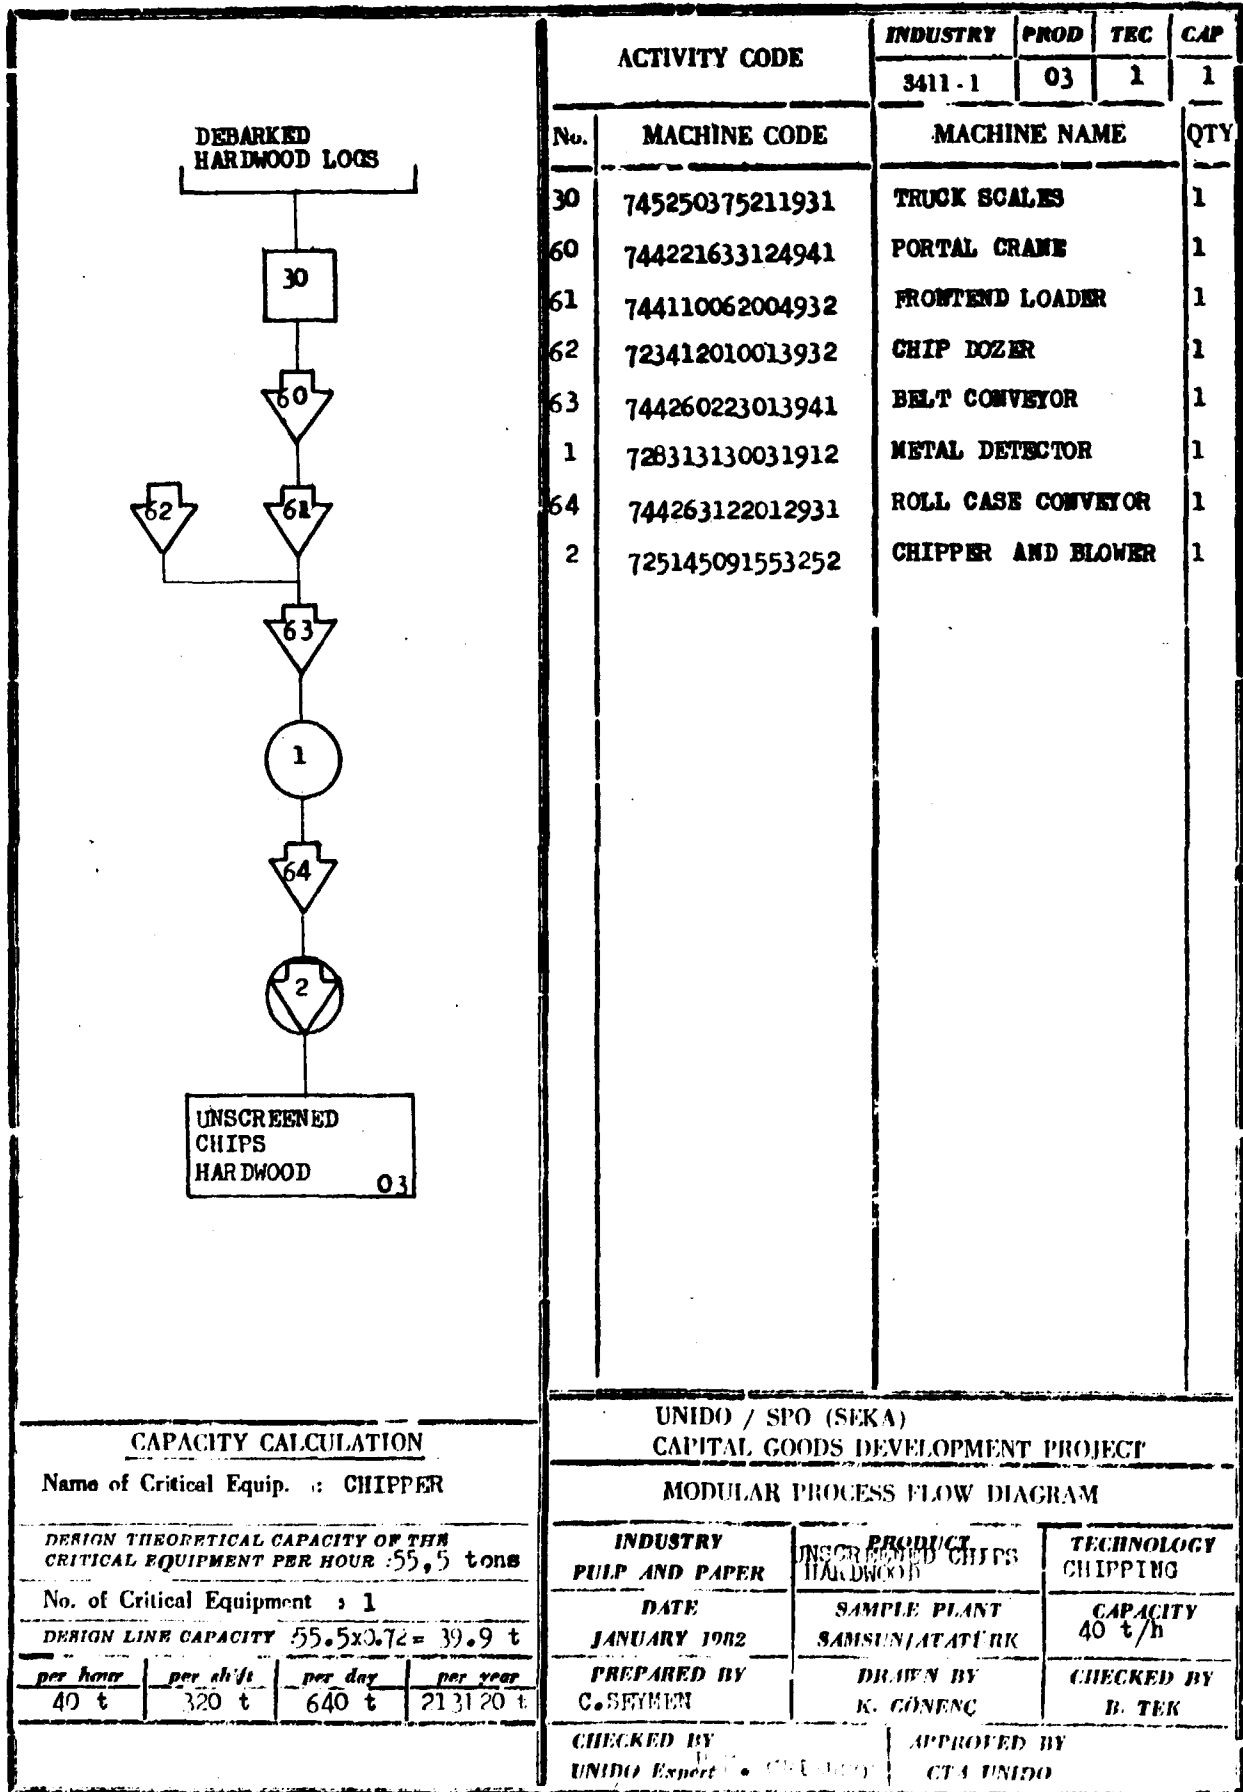 ACTIVITY CODE
INDUSTRY PROD TEC CAP
3411-1 03 1 1
No. MACHINE CODE MACHINE NAME QTY
30 745250375211931 TRUCK SCALES 1
60 744221633124941 PORTAL CRANE 1
61 744110062004932 FRONTEND LOADER 1
62 723412010013932 CHIP DOZER 1
63 744260223013941 BELT CONVEYOR 1
1 728313130031912 METAL DETECTOR 1
64 744263122012931 ROLL CASE CONVEYOR 1
2 725145091553252 CHIPPER AND BLOWER 1
DEBARKED
HARDWOOD LOGS
30
60
62 61
63
1
64
2
UNSCREENED
CHIPS
HARDWOOD 03
CAPACITY CALCULATION
Name of Critical Equip. : CHIPPER
DESIGN THEORETICAL CAPACITY OF THE
CRITICAL EQUIPMENT PER HOUR :55,5 tons
No. of Critical Equipment : 1
DESIGN LINE CAPACITY :55.5x0.72= 39.9 t
per hour per shift per day per year
40 t 320 t 640 t 213120 t
UNIDO / SPO (SEKA)
CAPITAL GOODS DEVELOPMENT PROJECT
MODULAR PROCESS FLOW DIAGRAM
INDUSTRY PRODUCT TECHNOLOGY
PULP AND PAPER UNSCREENED CHIPS HARDWOOD CHIPPING
DATE SAMPLE PLANT CAPACITY
JANUARY 1982 SAMSUN/ATATÜRK 40 t/h
PREPARED BY DRAWN BY CHECKED BY
C.SEYMEN K. GÖNENÇ B. TEK
CHECKED BY APPROVED BY
UNIDO Expert CTA UNIDO